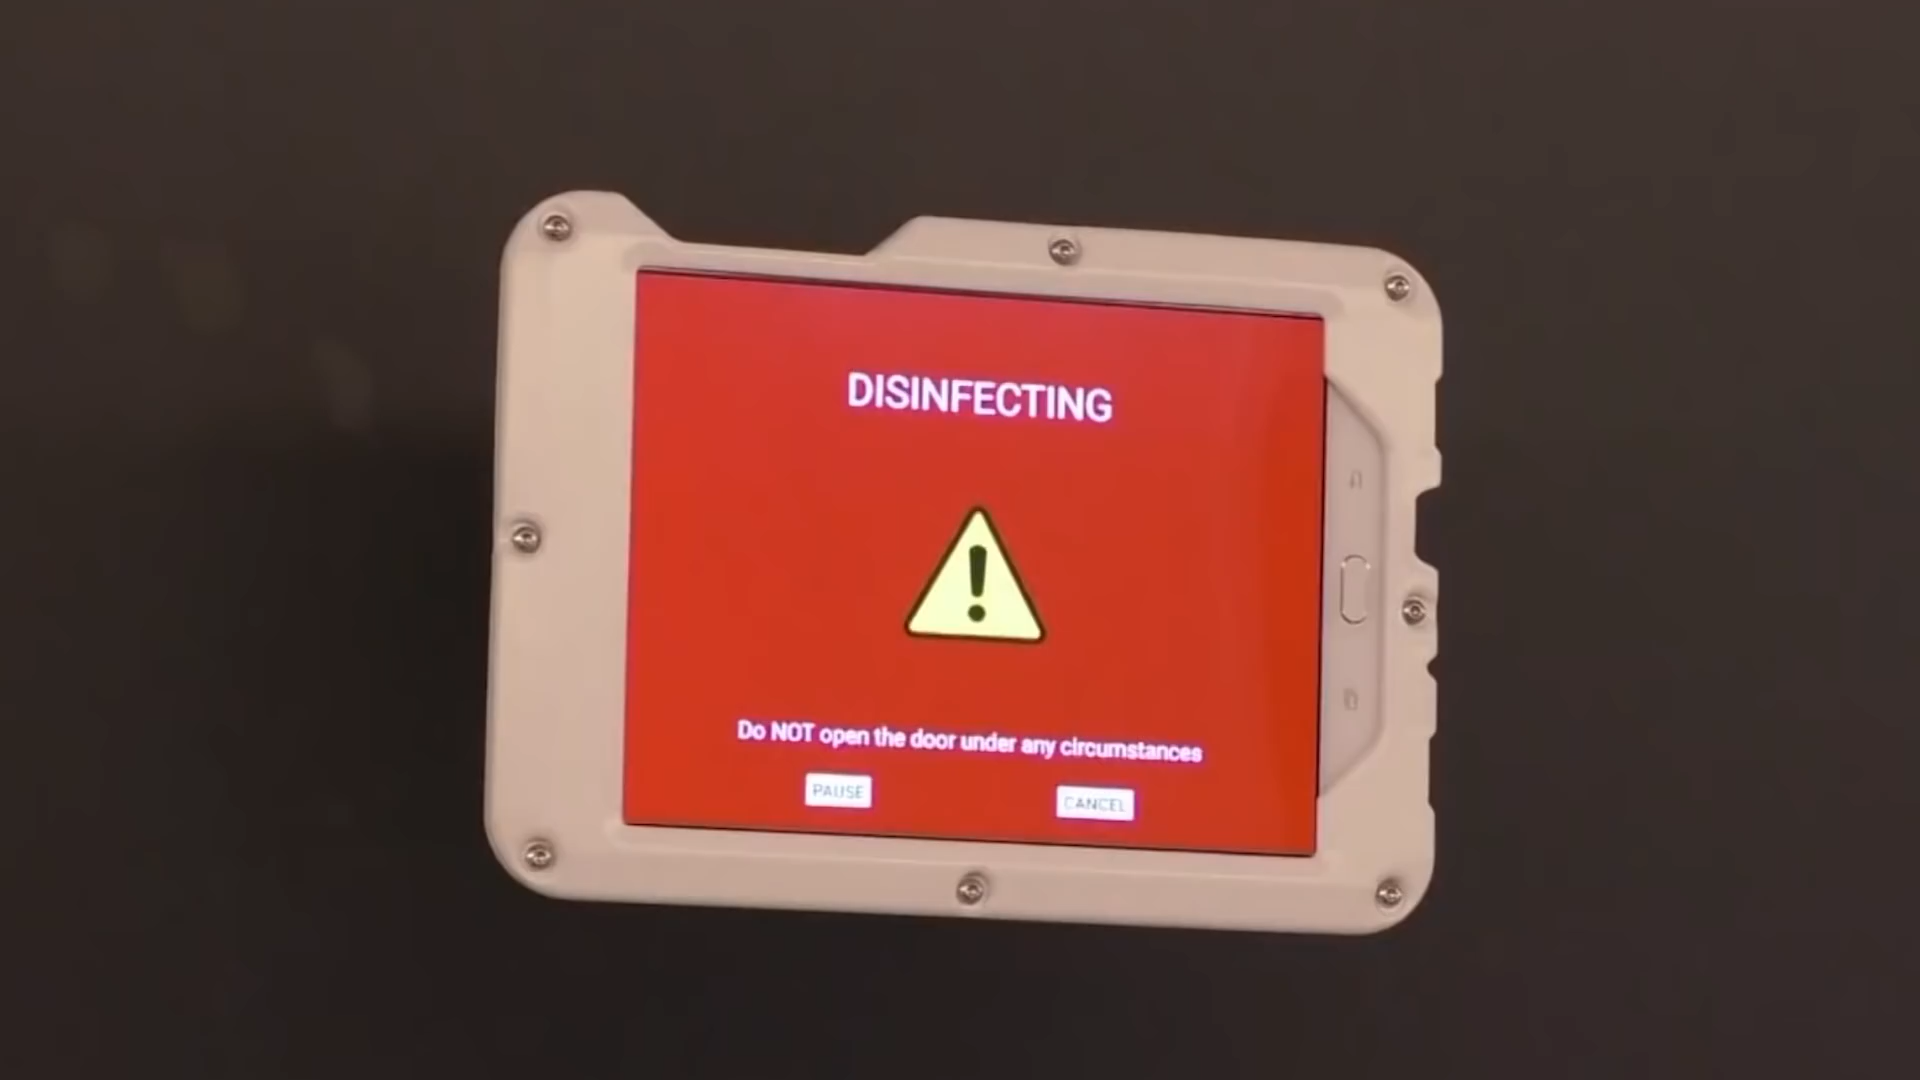 DISINFECTING
Do NOT open the door under any circumstances
PAUSE CANCEL